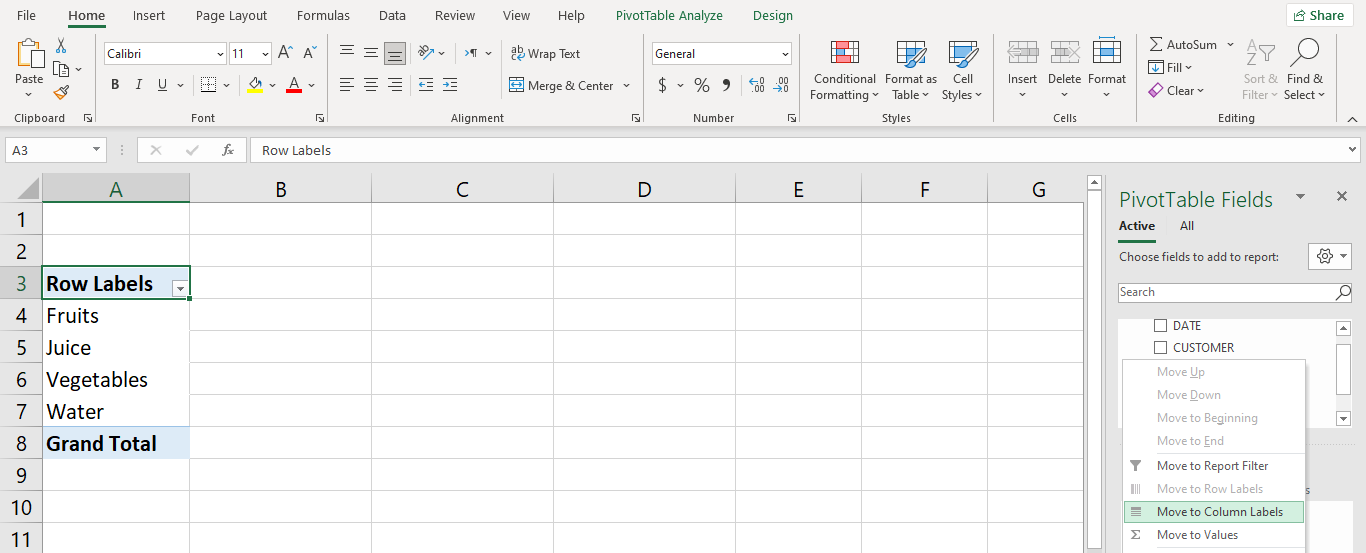 File Home Insert Page Layout Formulas Data Review View Help PivotTable Analyze Design Share
Paste
Clipboard
Calibri 11
B I U A
Font
ab Wrap Text
Merge & Center
Alignment
General
$ % 9
Number
Conditional Formatting
Format as Table
Cell Styles
Styles
Insert Delete Format
Cells
AutoSum
Fill
Clear
Sort & Filter
Find & Select
Editing
A3 fx Row Labels
A B C D E F G
1
2
3 Row Labels
4 Fruits
5 Juice
6 Vegetables
7 Water
8 Grand Total
9
10
11
PivotTable Fields
Active All
Choose fields to add to report:
Search
DATE
CUSTOMER
Move Up
Move Down
Move to Beginning
Move to End
Move to Report Filter
Move to Row Labels
Move to Column Labels
Move to Values